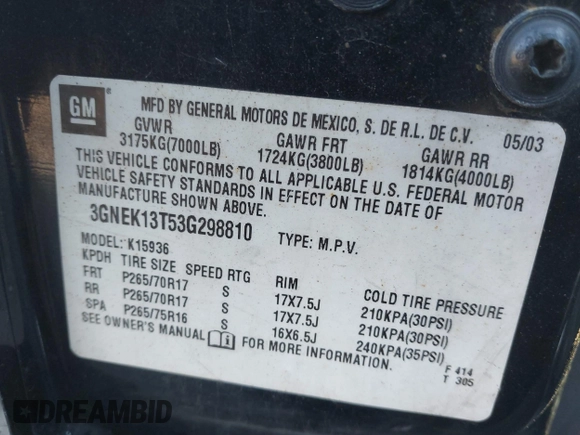 GM
MFD BY GENERAL MOTORS DE MEXICO, S. DE R.L. DE C.V. 05/03
GVWR GAWR FRT GAWR RR
3175KG(7000LB) 1724KG(3800LB) 1814KG(4000LB)
THIS VEHICLE CONFORMS TO ALL APPLICABLE U.S. FEDERAL MOTOR
VEHICLE SAFETY STANDARDS IN EFFECT ON THE DATE OF
MANUFACTURE SHOWN ABOVE.
3GNEK13T53G298810 TYPE: M.P.V.
MODEL: K15936
KPDH TIRE SIZE SPEED RTG RIM COLD TIRE PRESSURE
FRT P265/70R17 S 17X7.5J 210KPA(30PSI)
RR P265/70R17 S 17X7.5J 210KPA(30PSI)
SPA P265/75R16 S 16X6.5J 240KPA(35PSI)
SEE OWNER'S MANUAL FOR MORE INFORMATION.
F 414
T 305
DREAMBID